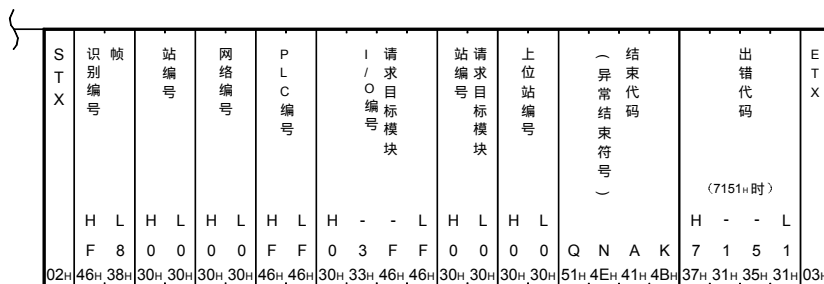 STX
帧识别编号
站编号
网络编号
PLC编号
请求目标模块I/O编号
请求目标模块站编号
上位站编号
结束代码（异常结束符号）
出错代码
ETX
（7151H时）
H L H L H L H L H - - L H L H L H - - L
F 8 0 0 0 0 F F 0 3 F F 0 0 0 0 Q N A K 7 1 5 1
02H 46H 38H 30H 30H 30H 30H 46H 46H 30H 33H 46H 46H 30H 30H 30H 30H 51H 4EH 41H 4BH 37H 31H 35H 31H 03H